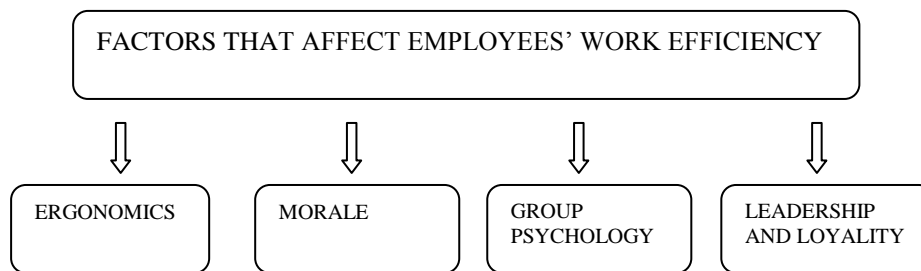 FACTORS THAT AFFECT EMPLOYEES’ WORK EFFICIENCY
ERGONOMICS
MORALE
GROUP
PSYCHOLOGY
LEADERSHIP
AND LOYALITY